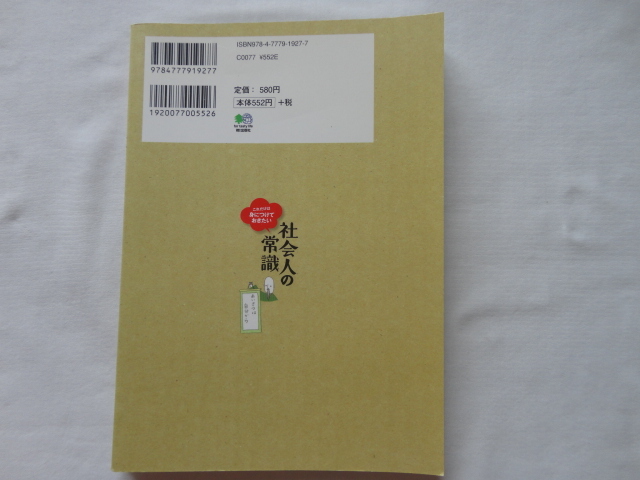 9784777919277
ISBN978-4-7779-1927-7
C0077 ¥552E
1920077005526
定価：580円
本体552円 +税
これだけは
身につけて
おきたい
社会人の
常識